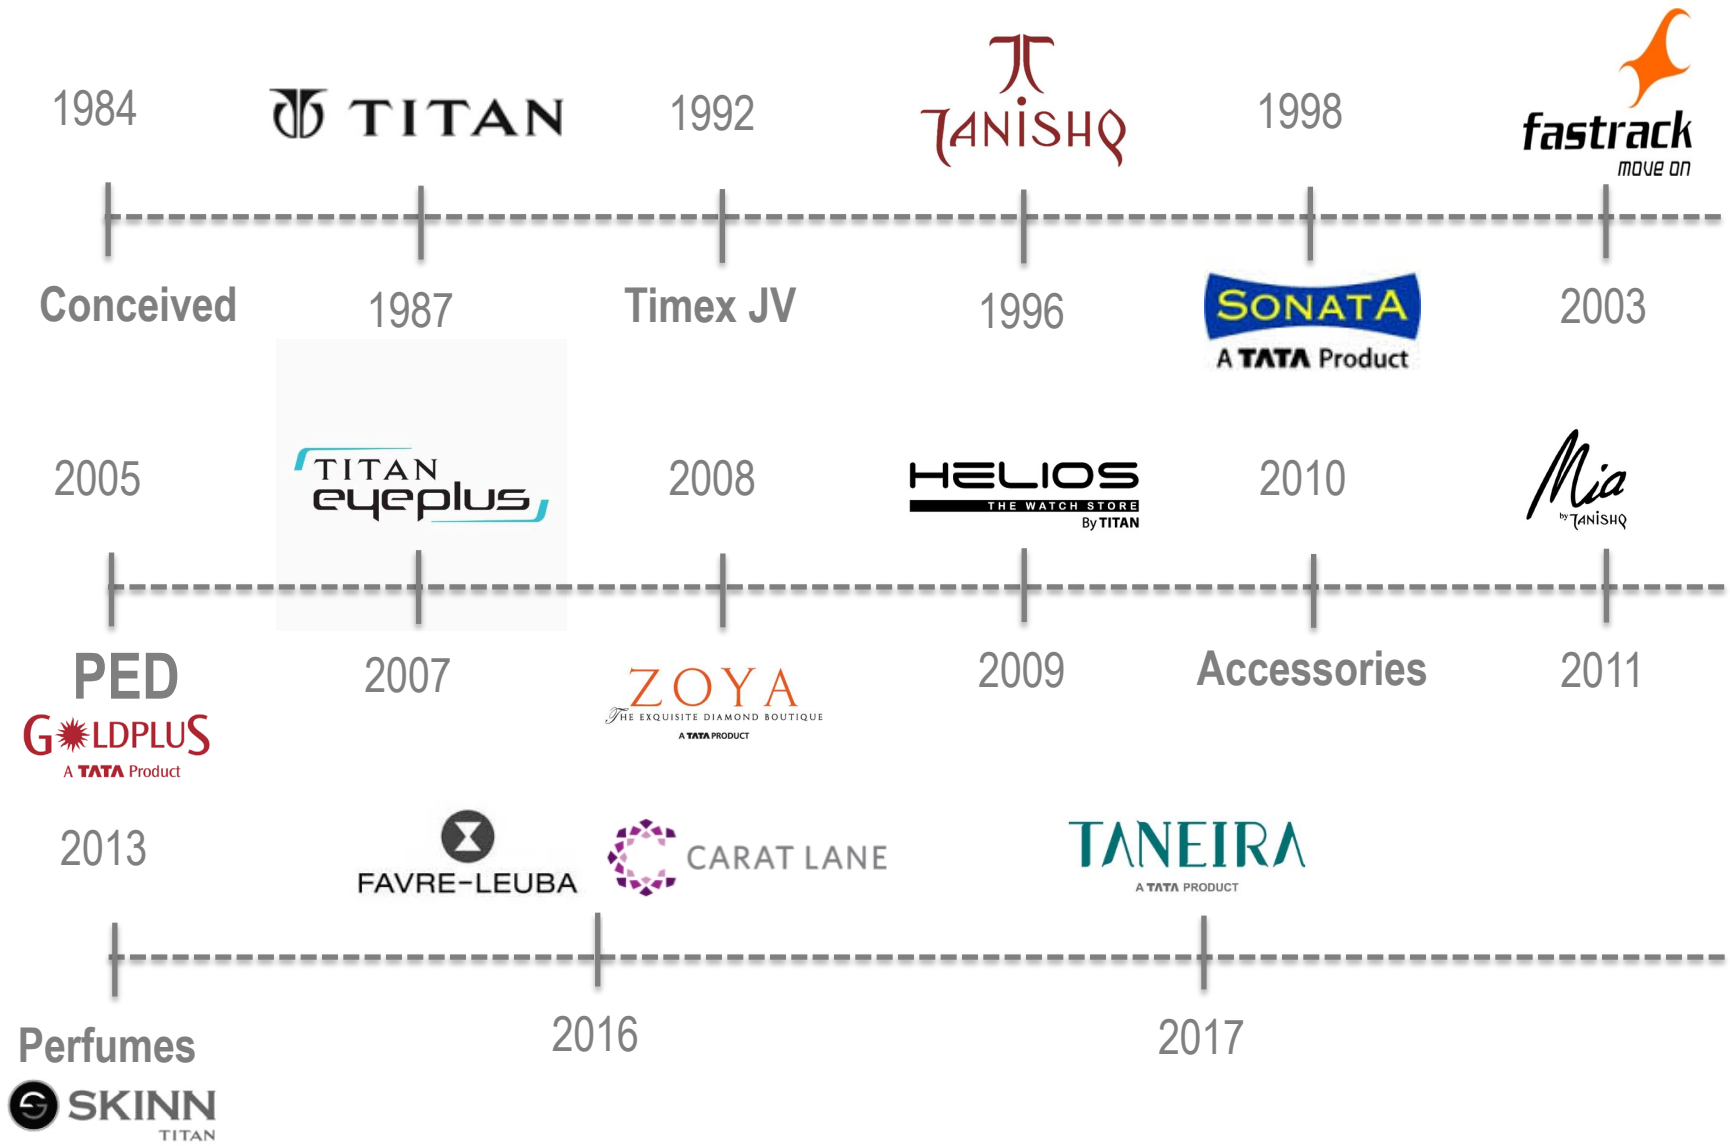 1984
TITAN
1992
TANISHQ
1998
fastrack
move on
Conceived
1987
Timex JV
1996
SONATA
A TATA Product
2003
2005
TITAN
eyeplus
2008
HELIOS
THE WATCH STORE
By TITAN
2010
Mia
by TANISHQ
PED
GOLDPLUS
A TATA Product
2007
ZOYA
THE EXQUISITE DIAMOND BOUTIQUE
A TATA PRODUCT
2009
Accessories
2011
2013
FAVRE-LEUBA
CARAT LANE
TANEIRA
A TATA PRODUCT
Perfumes
SKINN
TITAN
2016
2017